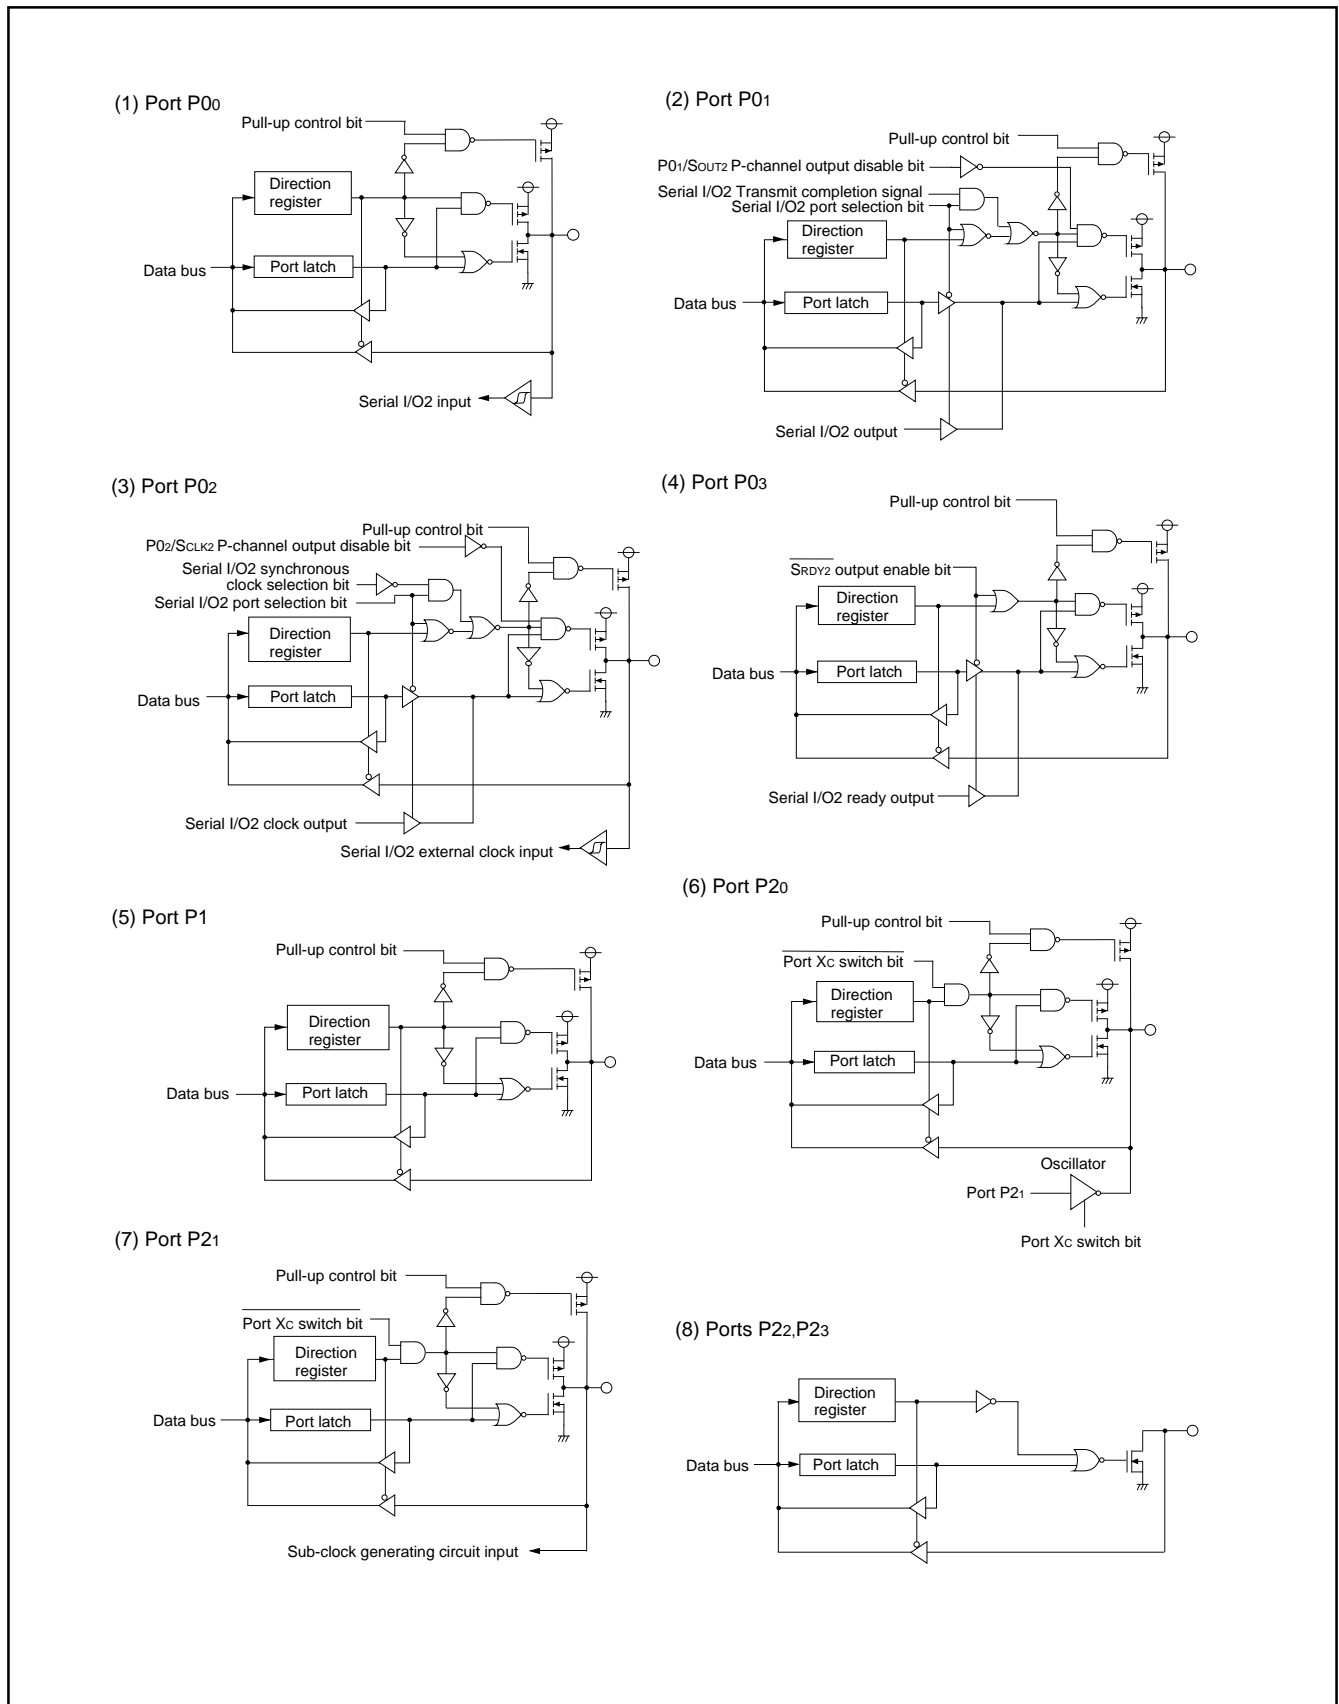 (1) Port P00
Pull-up control bit
Direction
register
Data bus
Port latch
Serial I/O2 input
(2) Port P01
Pull-up control bit
P01/SOUT2 P-channel output disable bit
Serial I/O2 Transmit completion signal
Serial I/O2 port selection bit
Direction
register
Data bus
Port latch
Serial I/O2 output
(3) Port P02
Pull-up control bit
P02/SCLK2 P-channel output disable bit
Serial I/O2 synchronous
clock selection bit
Serial I/O2 port selection bit
Direction
register
Data bus
Port latch
Serial I/O2 clock output
Serial I/O2 external clock input
(4) Port P03
Pull-up control bit
SRDY2 output enable bit
Direction
register
Data bus
Port latch
Serial I/O2 ready output
(5) Port P1
Pull-up control bit
Direction
register
Data bus
Port latch
(6) Port P20
Pull-up control bit
Port XC switch bit
Direction
register
Data bus
Port latch
Oscillator
Port P21
Port XC switch bit
(7) Port P21
Pull-up control bit
Port XC switch bit
Direction
register
Data bus
Port latch
Sub-clock generating circuit input
(8) Ports P22,P23
Direction
register
Data bus
Port latch